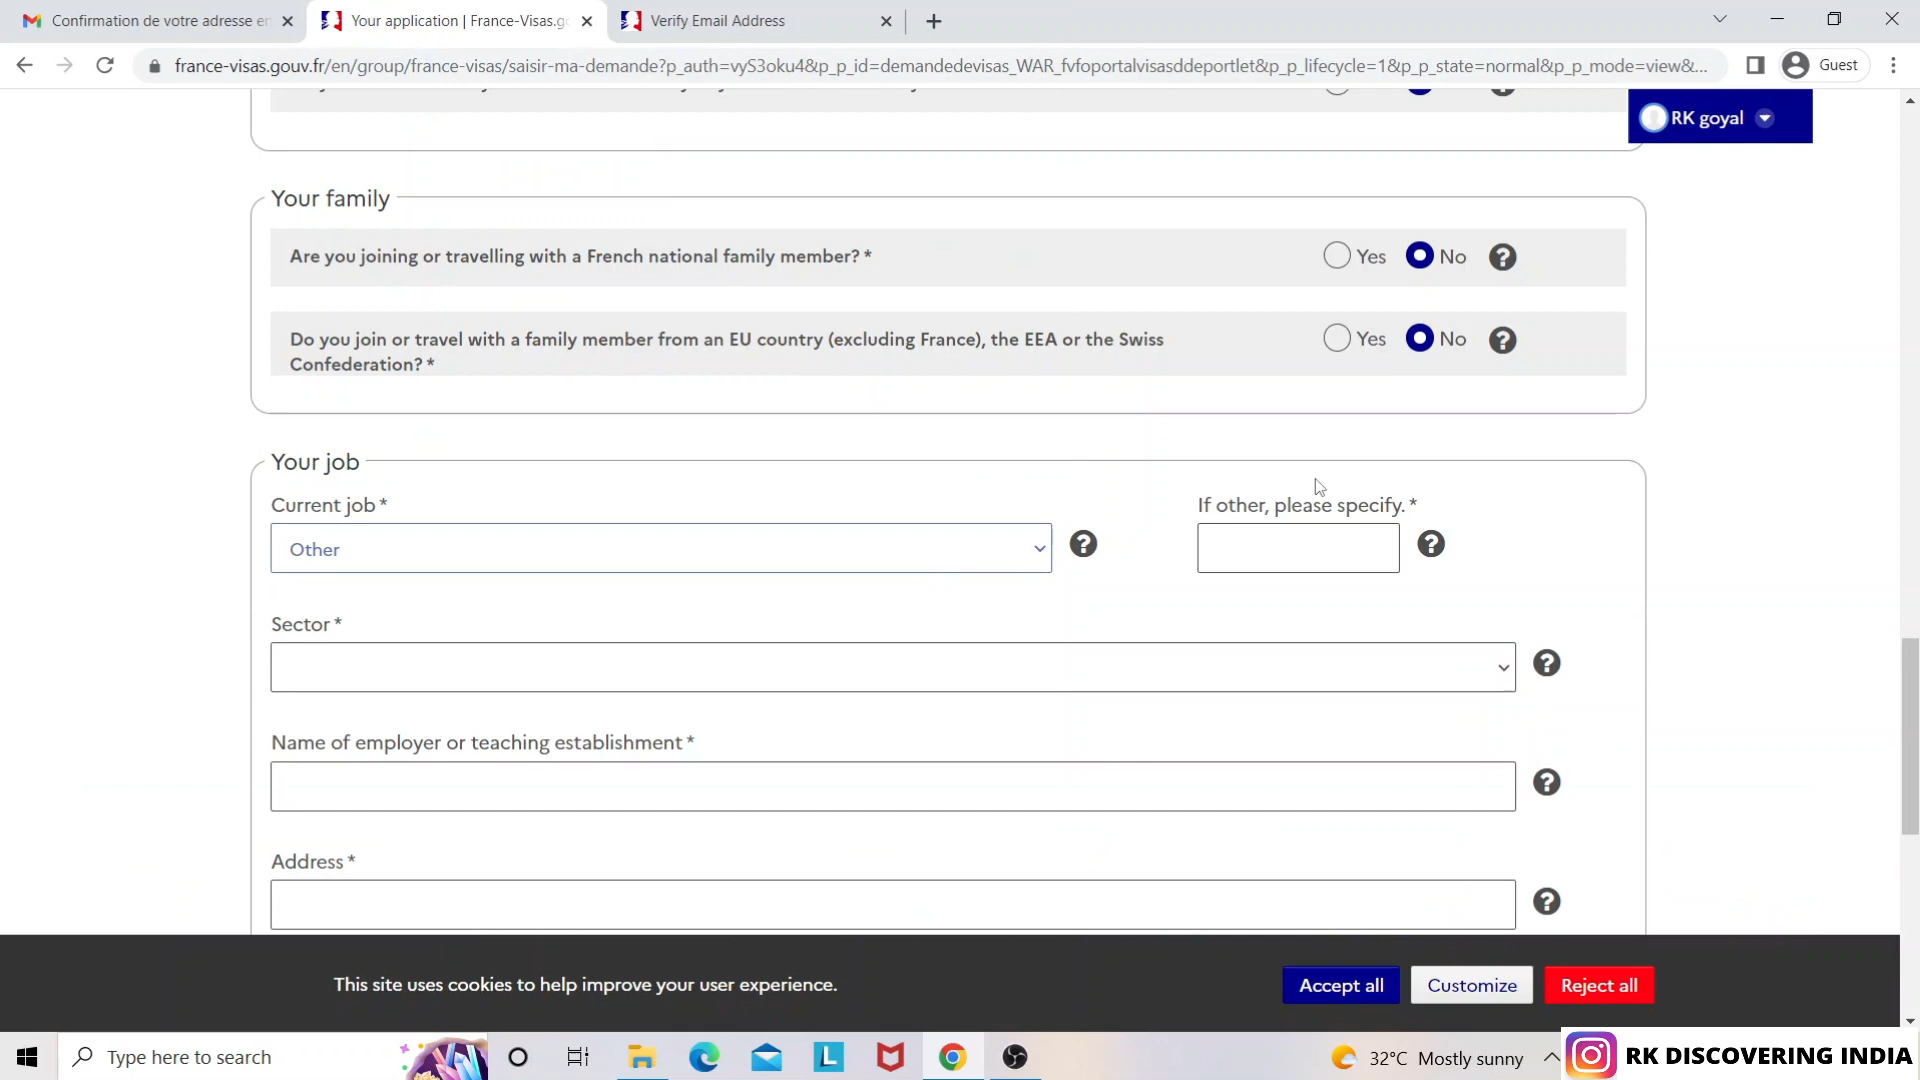 Confirmation de votre adresse en
Your application | France-Visas.go
Verify Email Address
france-visas.gouv.fr/en/group/france-visas/saisir-ma-demande?p_auth=vyS3oku4&p_p_id=demandedevisas_WAR_fvfoportalvisasddeportlet&p_p_lifecycle=1&p_p_state=normal&p_p_mode=view&...
Guest
RK goyal
Your family
Are you joining or travelling with a French national family member? *
Yes No ?
Do you join or travel with a family member from an EU country (excluding France), the EEA or the Swiss
Confederation? *
Yes No ?
Your job
Current job *
If other, please specify. *
Other
?
?
Sector *
?
Name of employer or teaching establishment *
?
Address *
?
This site uses cookies to help improve your user experience.
Accept all
Customize
Reject all
Type here to search
L
32°C Mostly sunny
RK DISCOVERING INDIA